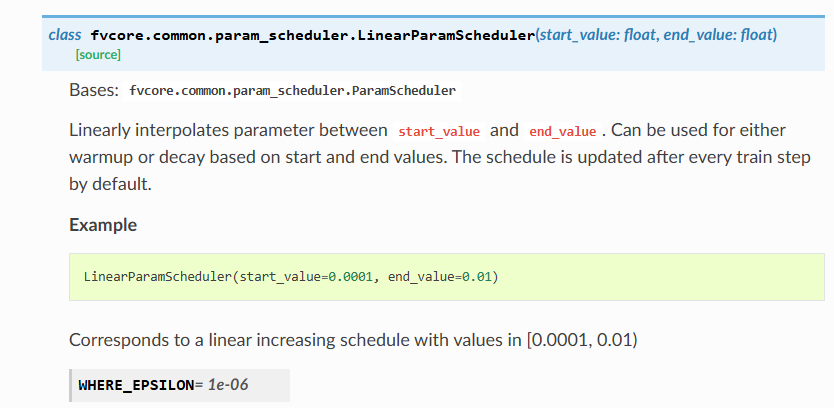 class fvcore.common.param_scheduler.LinearParamScheduler(start_value: float, end_value: float)
[source]
Bases: fvcore.common.param_scheduler.ParamScheduler
Linearly interpolates parameter between start_value and end_value . Can be used for either
warmup or decay based on start and end values. The schedule is updated after every train step
by default.
Example
LinearParamScheduler(start_value=0.0001, end_value=0.01)
Corresponds to a linear increasing schedule with values in [0.0001, 0.01)
WHERE_EPSILON= 1e-06